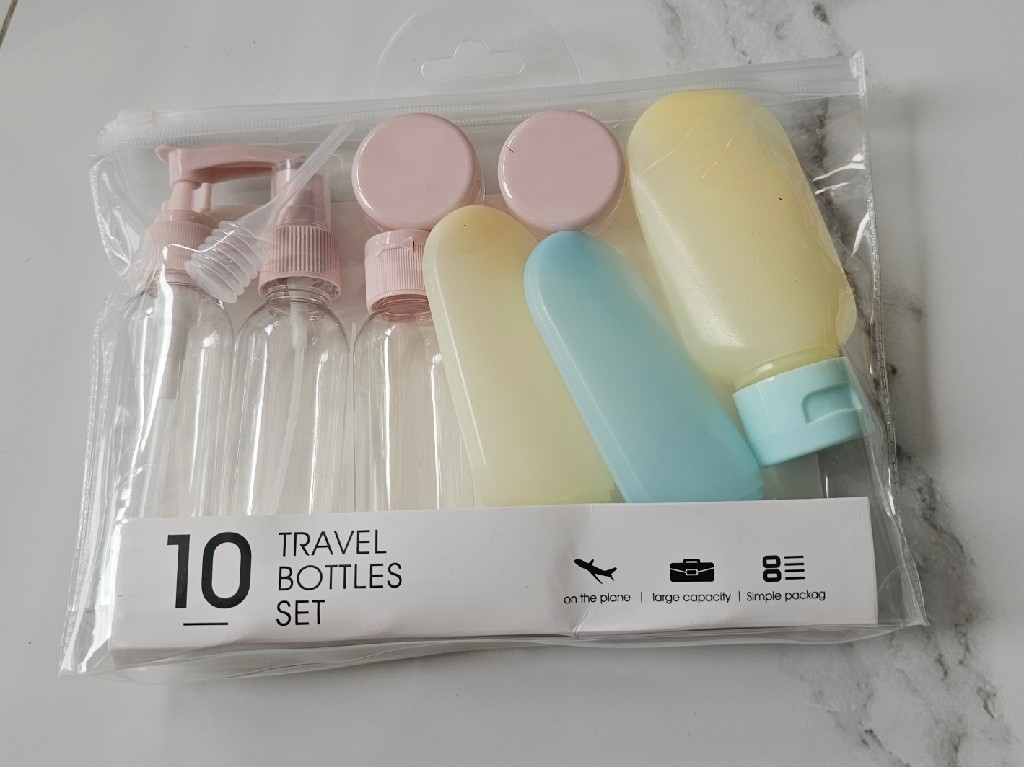 10
TRAVEL
BOTTLES
SET
on the plane | large capacity | Simple packag